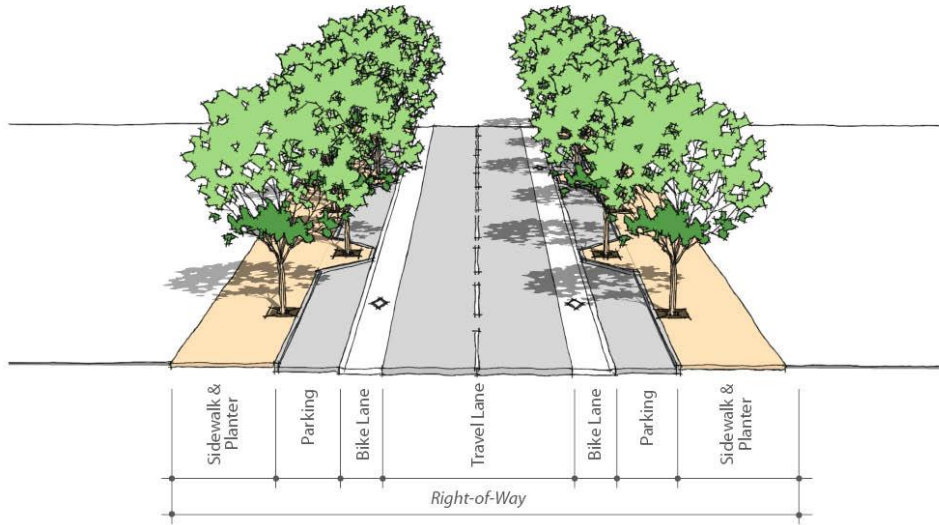 Sidewalk &
Planter
Parking
Bike Lane
Travel Lane
Bike Lane
Parking
Sidewalk &
Planter
Right-of-Way